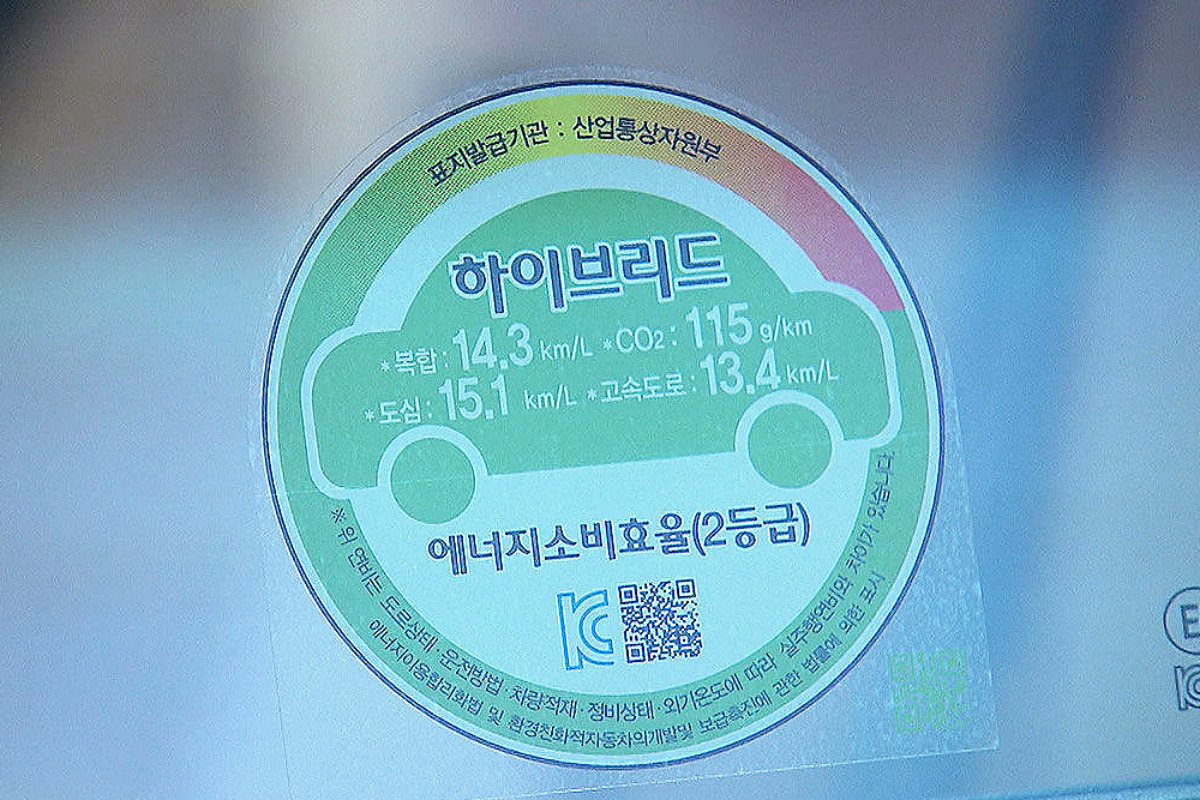 표지발급기관 : 산업통상자원부
하이브리드
*복합 : 14.3 km/L *CO2 : 115 g/km
*도심 : 15.1 km/L *고속도로 : 13.4 km/L
에너지소비효율(2등급)
KC
※ 위 연비는 도로상태·운전방법·차량적재·정비상태·외기온도에 따라 실주행연비와 차이가 있습니다.
에너지이용합리화법 및 환경친화적자동차의개발및 보급촉진에 관한 법률에 의한 표시
E
KC